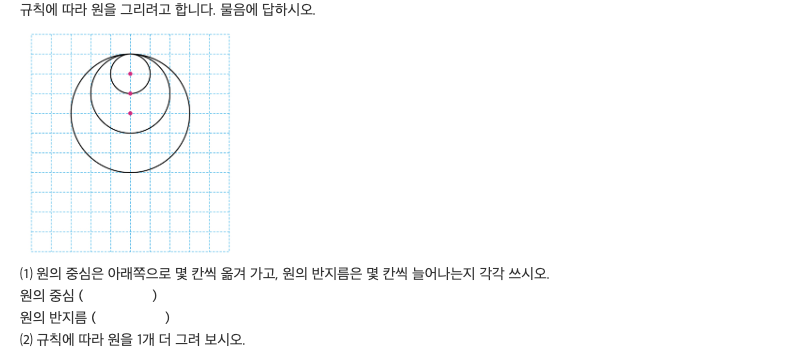 규칙에 따라 원을 그리려고 합니다. 물음에 답하시오.
(1) 원의 중심은 아래쪽으로 몇 칸씩 옮겨 가고, 원의 반지름은 몇 칸씩 늘어나는지 각각 쓰시오.
원의 중심 (                    )
원의 반지름 (                    )
(2) 규칙에 따라 원을 1개 더 그려 보시오.